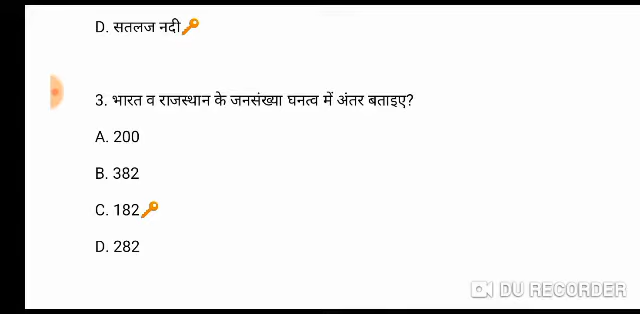 D. सतलज नदी🔑
3. भारत व राजस्थान के जनसंख्या घनत्व में अंतर बताइए?
A. 200
B. 382
C. 182🔑
D. 282
DU RECORDER